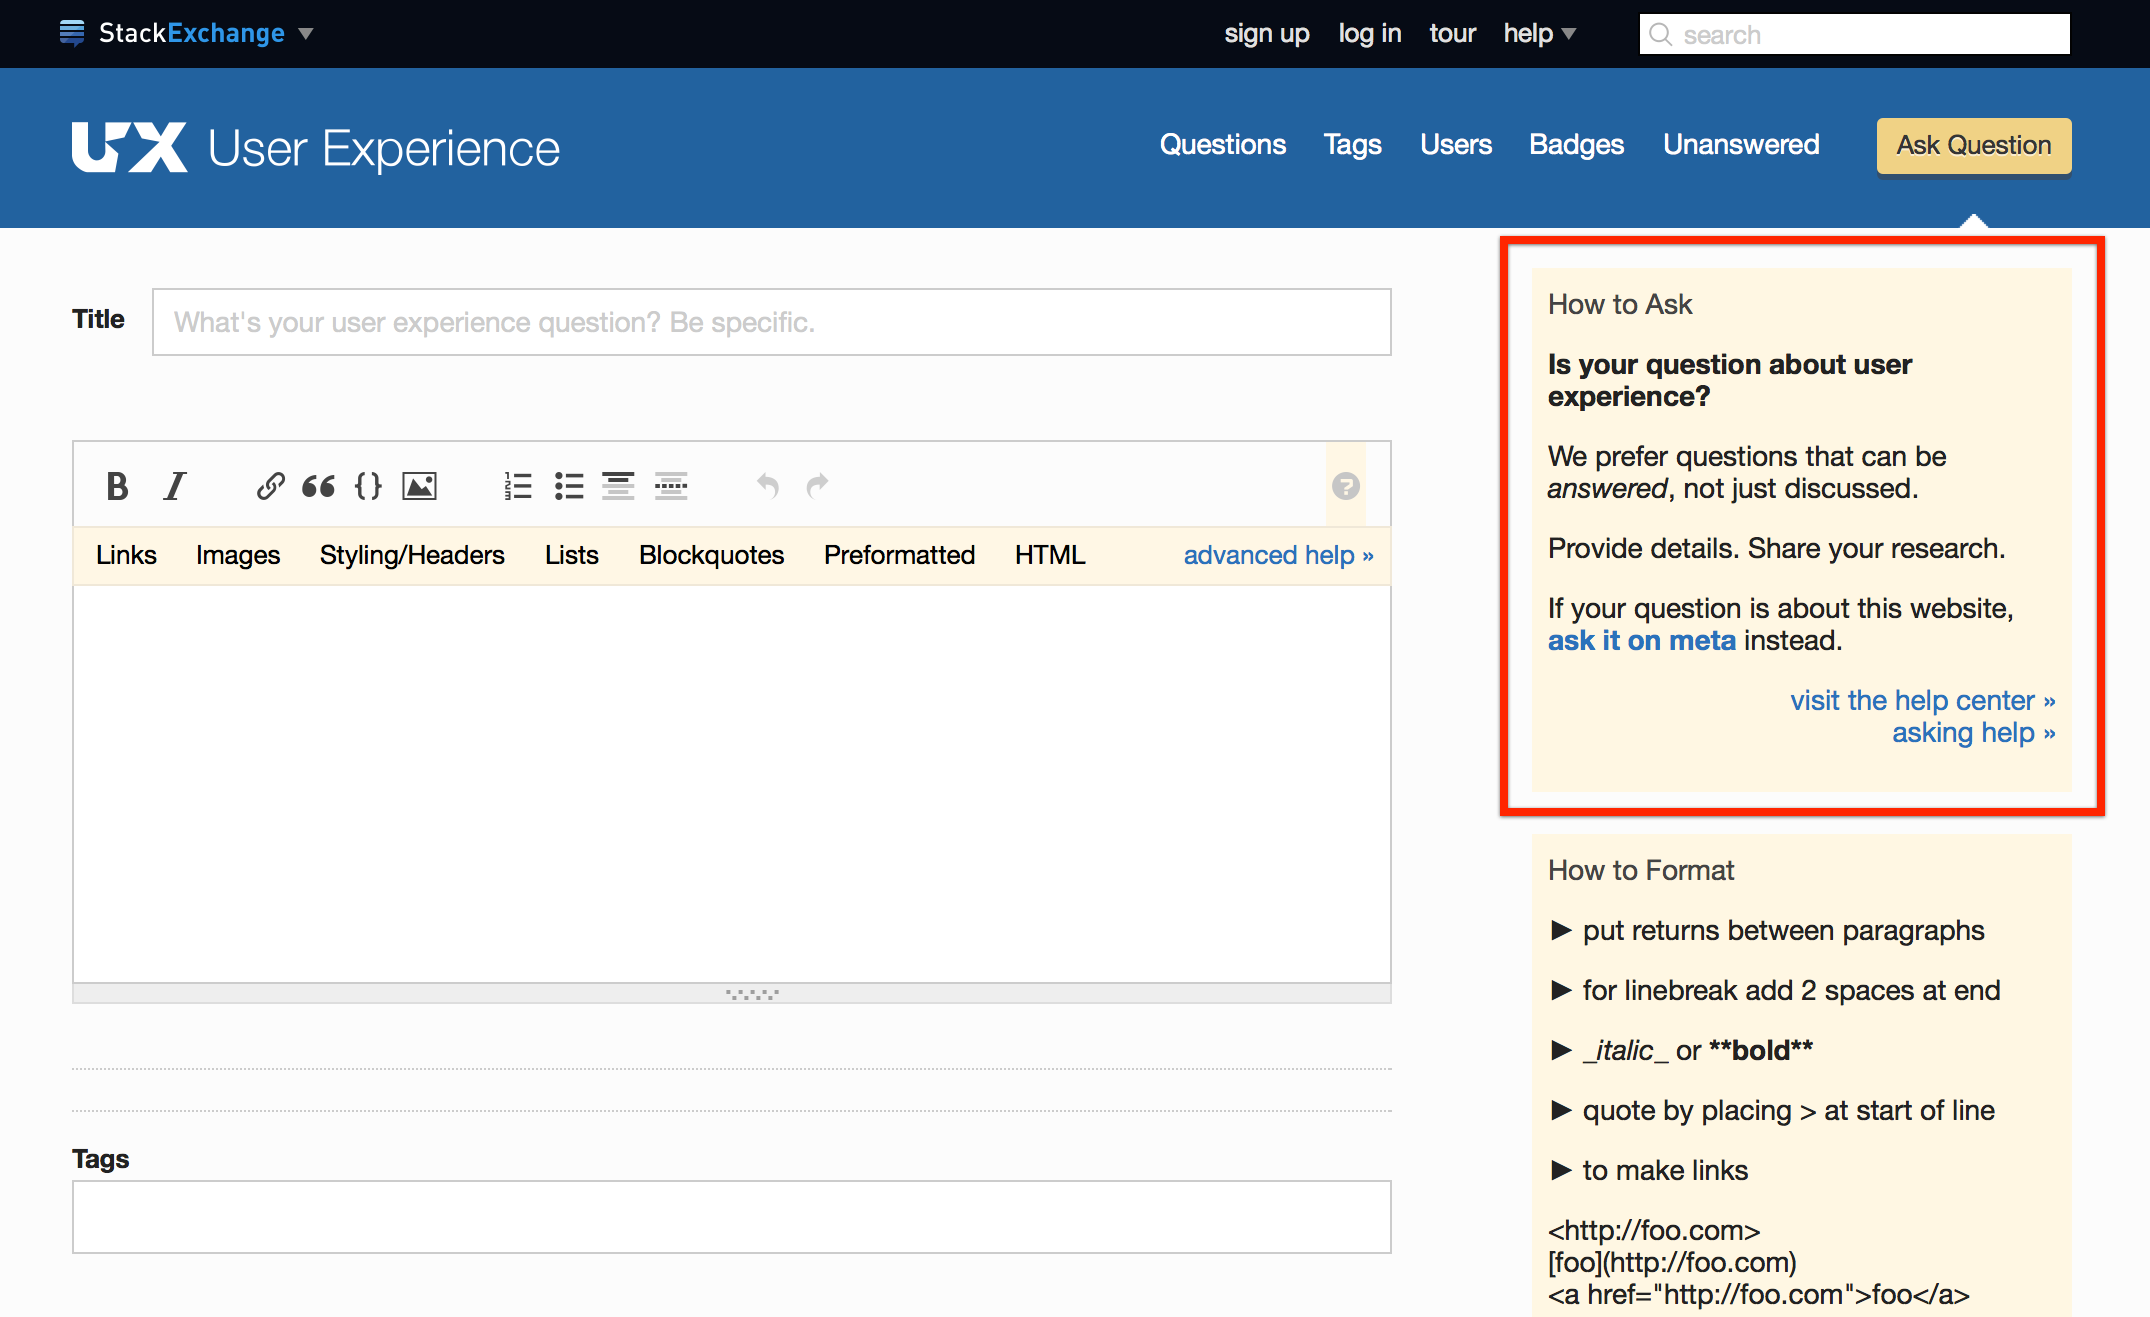 StackExchange
sign up log in tour help
search
UX User Experience
Questions Tags Users Badges Unanswered Ask Question
Title
What's your user experience question? Be specific.
B I
Links Images Styling/Headers Lists Blockquotes Preformatted HTML advanced help »
Tags
How to Ask
Is your question about user
experience?
We prefer questions that can be
answered, not just discussed.
Provide details. Share your research.
If your question is about this website,
ask it on meta instead.
visit the help center »
asking help »
How to Format
► put returns between paragraphs
► for linebreak add 2 spaces at end
► _italic_ or **bold**
► quote by placing > at start of line
► to make links
<http://foo.com>
[foo](http://foo.com)
<a href="http://foo.com">foo</a>